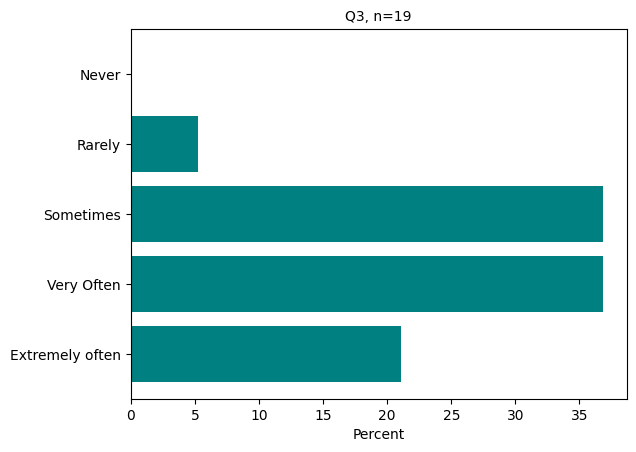 Q3, n=19
Never
Rarely
Sometimes
Very Often
Extremely often
0 5 10 15 20 25 30 35
Percent